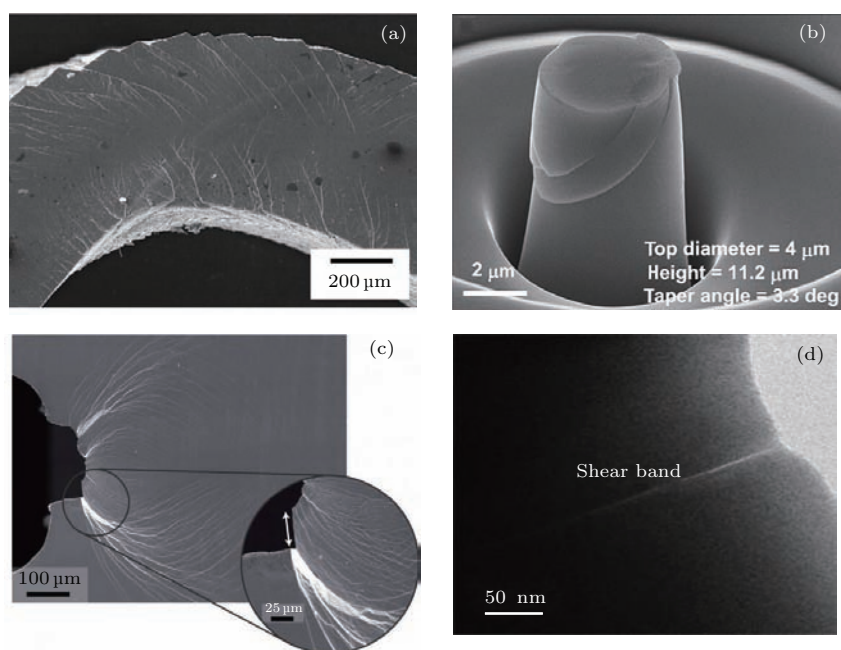 (a)
200 µm
(b)
Top diameter = 4 µm
Height = 11.2 µm
Taper angle = 3.3 deg
2 µm
(c)
100 µm
25 µm
(d)
Shear band
50 nm